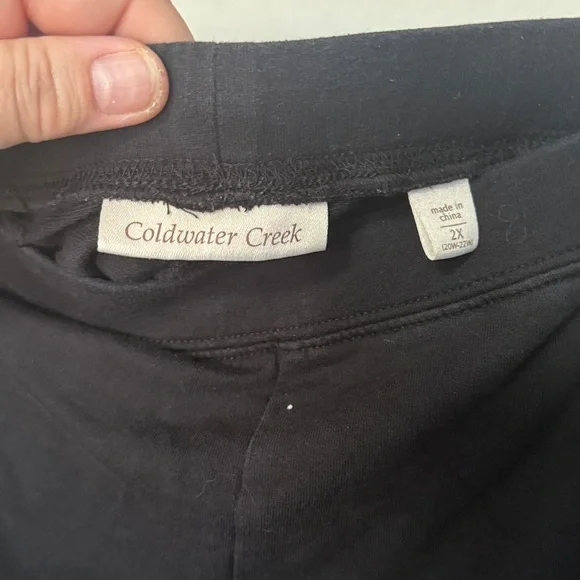 Coldwater Creek
made in
china
2X
(20W-22W)